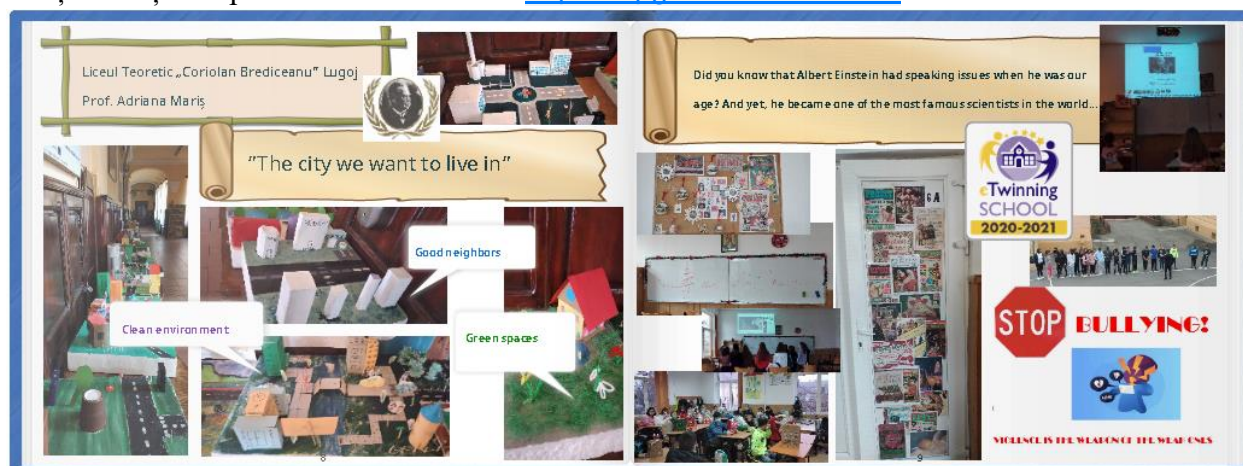 Liceul Teoretic „Coriolan Brediceanu” Lugoj
Prof. Adriana Mariș
”The city we want to live in”
Good neighbors
Clean environment
Green spaces
8
Did you know that Albert Einstein had speaking issues when he was our
age? And yet, he became one of the most famous scientists in the world...
eTwinning
SCHOOL
2020-2021
6 A
STOP
BULLYING!
VIOLENCE IS THE WEAPON OF THE WEAK ONES
9